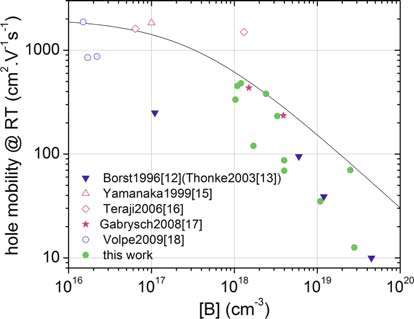 hole mobility @ RT (cm².V⁻¹s⁻¹)
1000
100
10
Borst1996[12](Thonke2003[13])
Yamanaka1999[15]
Teraji2006[16]
Gabrysch2008[17]
Volpe2009[18]
this work
10¹⁶ 10¹⁷ 10¹⁸ 10¹⁹ 10²⁰
[B] (cm⁻³)